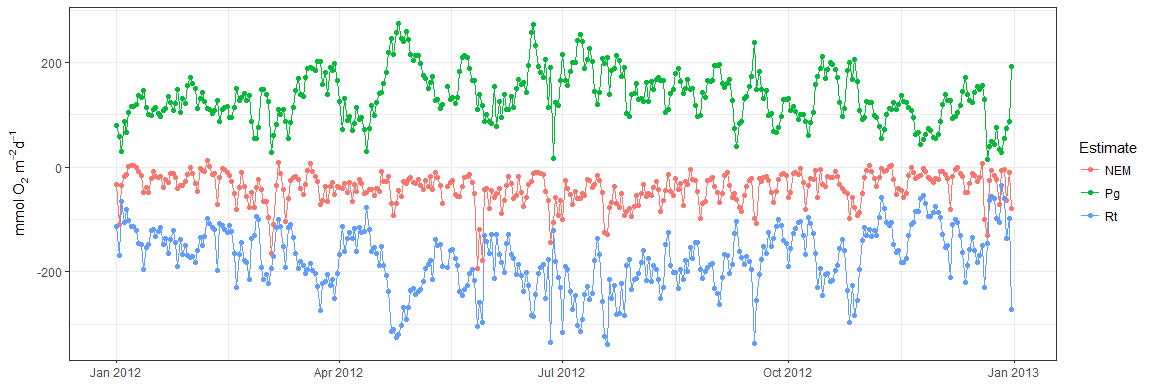 mmol O₂ m⁻²d⁻¹
200
0
-200
Jan 2012
Apr 2012
Jul 2012
Oct 2012
Jan 2013
Estimate
NEM
Pg
Rt